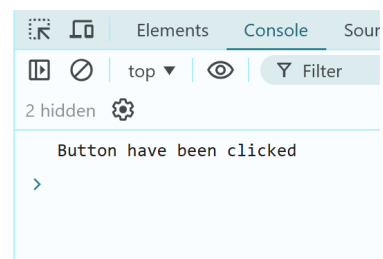 Elements Console Sour
top Filter
2 hidden
Button have been clicked